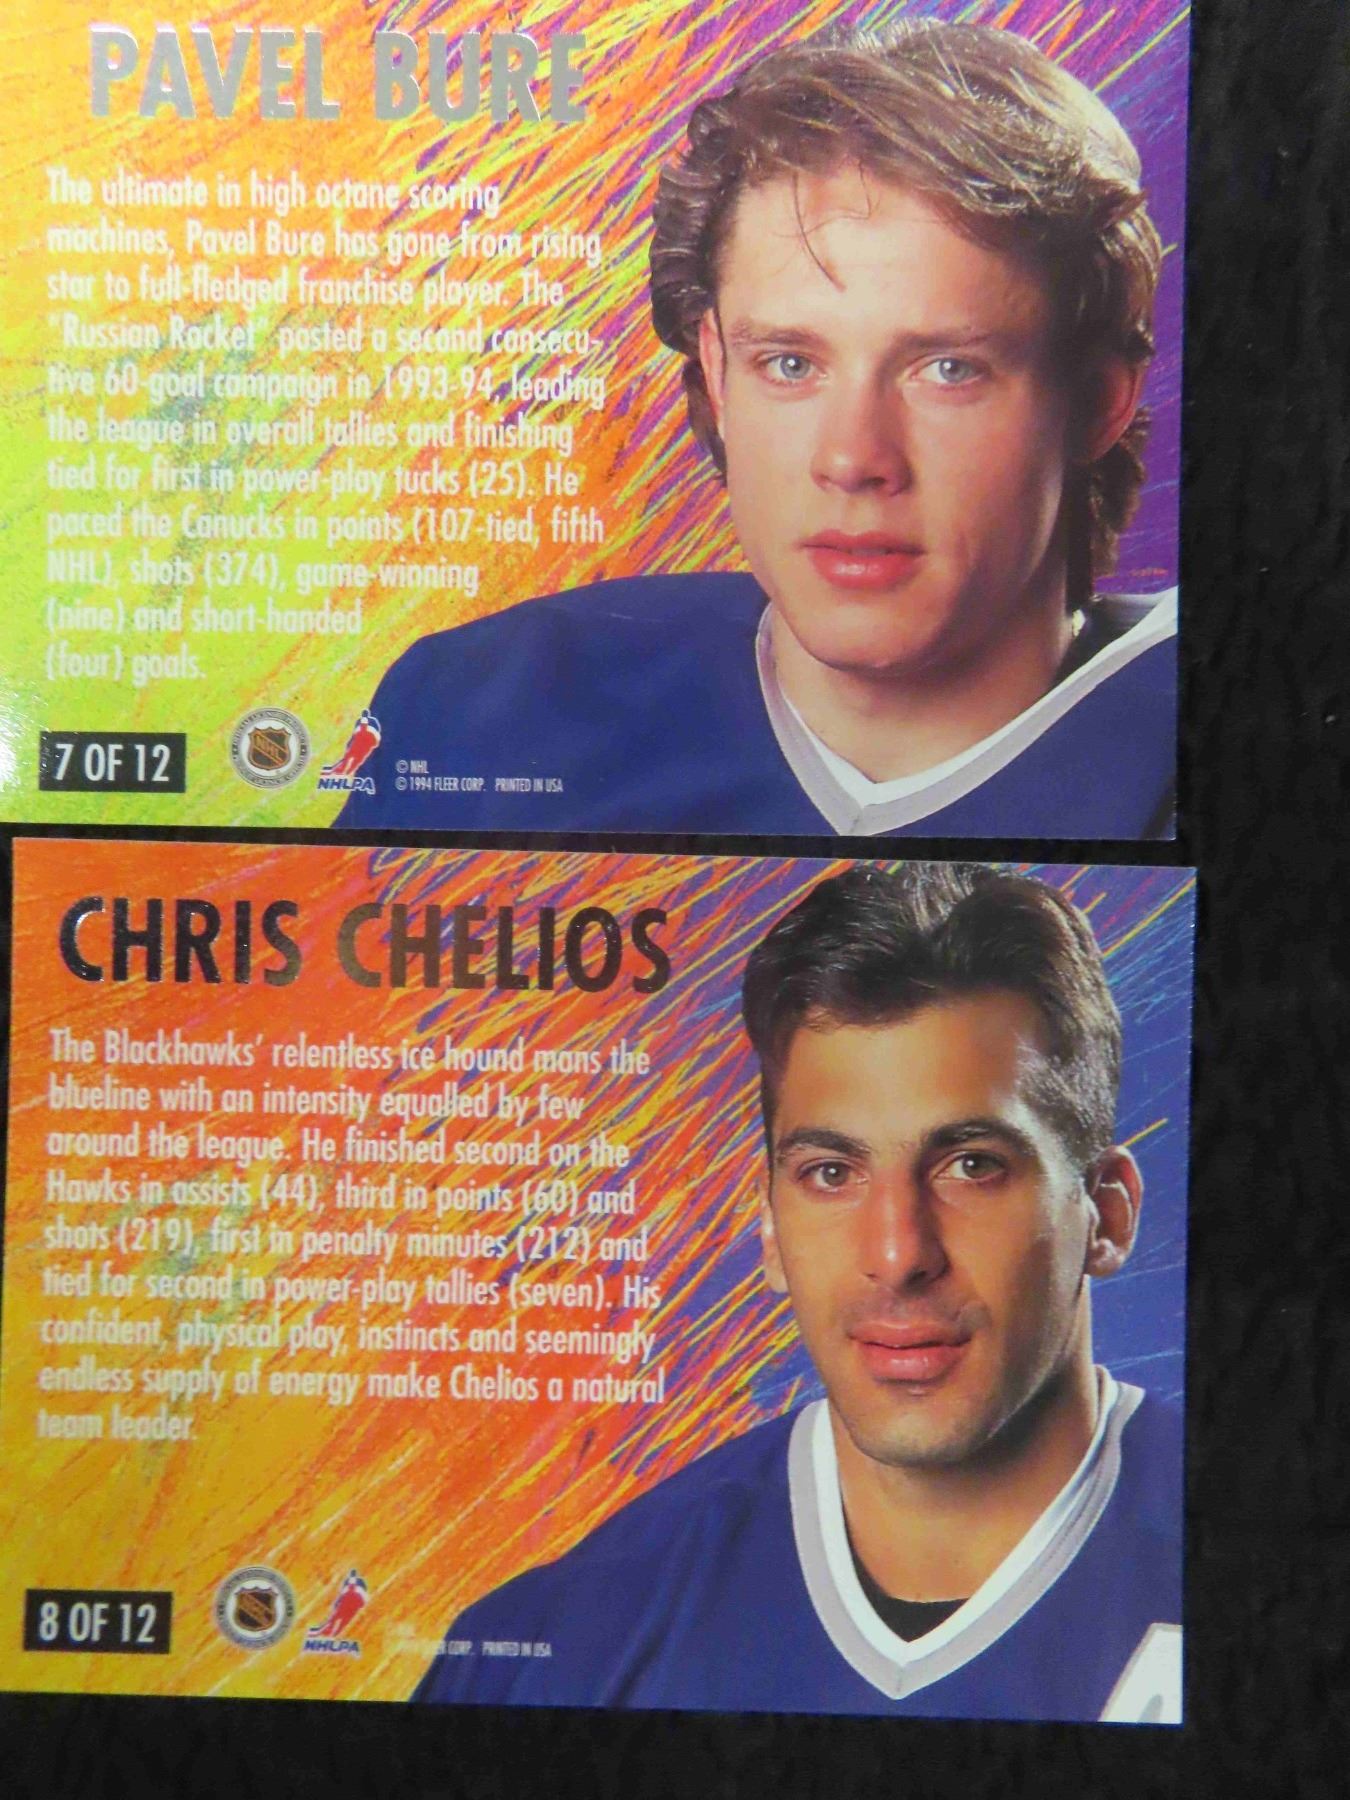 PAVEL BURE
The ultimate in high octane scoring
machines, Pavel Bure has gone from rising
star to full-fledged franchise player. The
"Russian Rocket" posted a second consecu-
tive 60-goal campaign in 1993-94, leading
the league in overall tallies and finishing
tied for first in power-play tucks (25). He
paced the Canucks in points (107-tied, fifth
NHL), shots (374), game-winning
(nine) and short-handed
(four) goals.
7 OF 12
NHL
NHLPA
© NHL
© 1994 FLEER CORP. PRINTED IN USA
CHRIS CHELIOS
The Blackhawks' relentless ice hound mans the
blueline with an intensity equalled by few
around the league. He finished second on the
Hawks in assists (44), third in points (60) and
shots (219), first in penalty minutes (212) and
tied for second in power-play tallies (seven). His
confident, physical play, instincts and seemingly
endless supply of energy make Chelios a natural
team leader.
8 OF 12
NHL
NHLPA
CORP. PRINTED IN USA